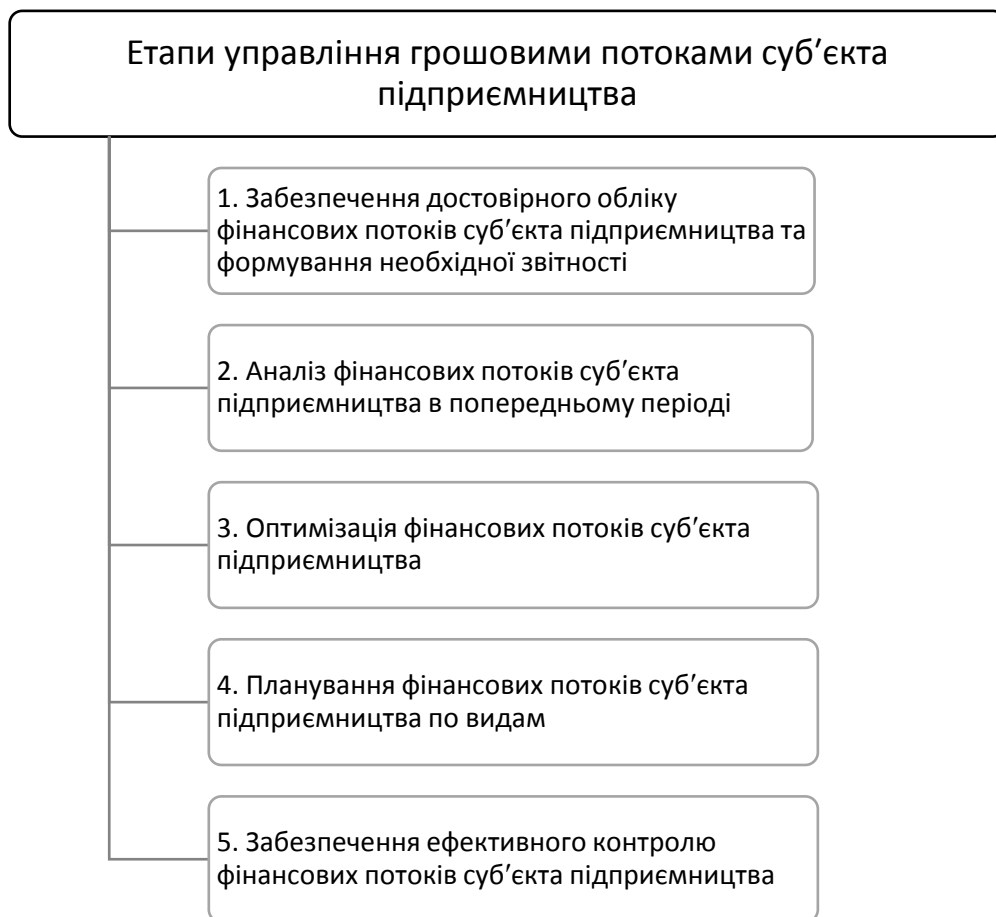 Етапи управління грошовими потоками суб′єкта
підприємництва
1. Забезпечення достовірного обліку
фінансових потоків суб′єкта підприємництва та
формування необхідної звітності
2. Аналіз фінансових потоків суб′єкта
підприємництва в попередньому періоді
3. Оптимізація фінансових потоків суб′єкта
підприємництва
4. Планування фінансових потоків суб′єкта
підприємництва по видам
5. Забезпечення ефективного контролю
фінансових потоків суб′єкта підприємництва